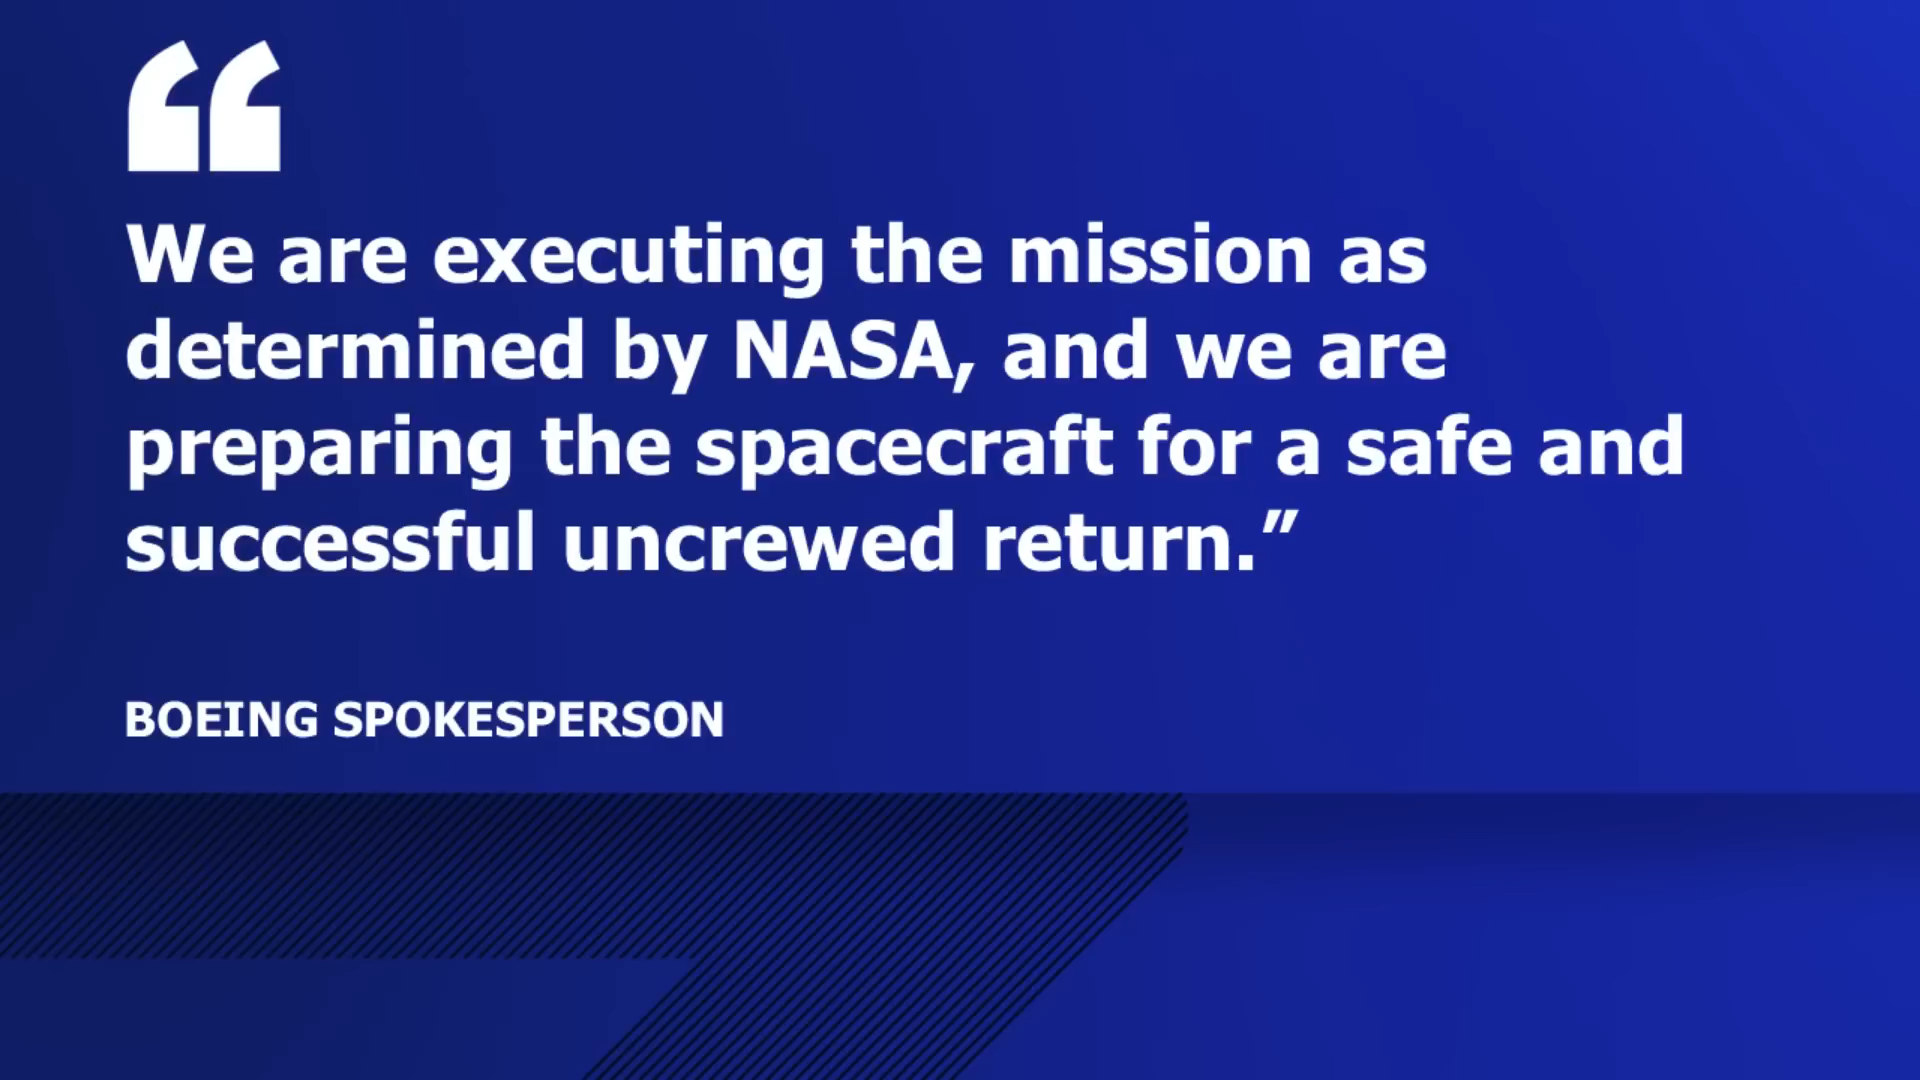 “
We are executing the mission as
determined by NASA, and we are
preparing the spacecraft for a safe and
successful uncrewed return.”
BOEING SPOKESPERSON